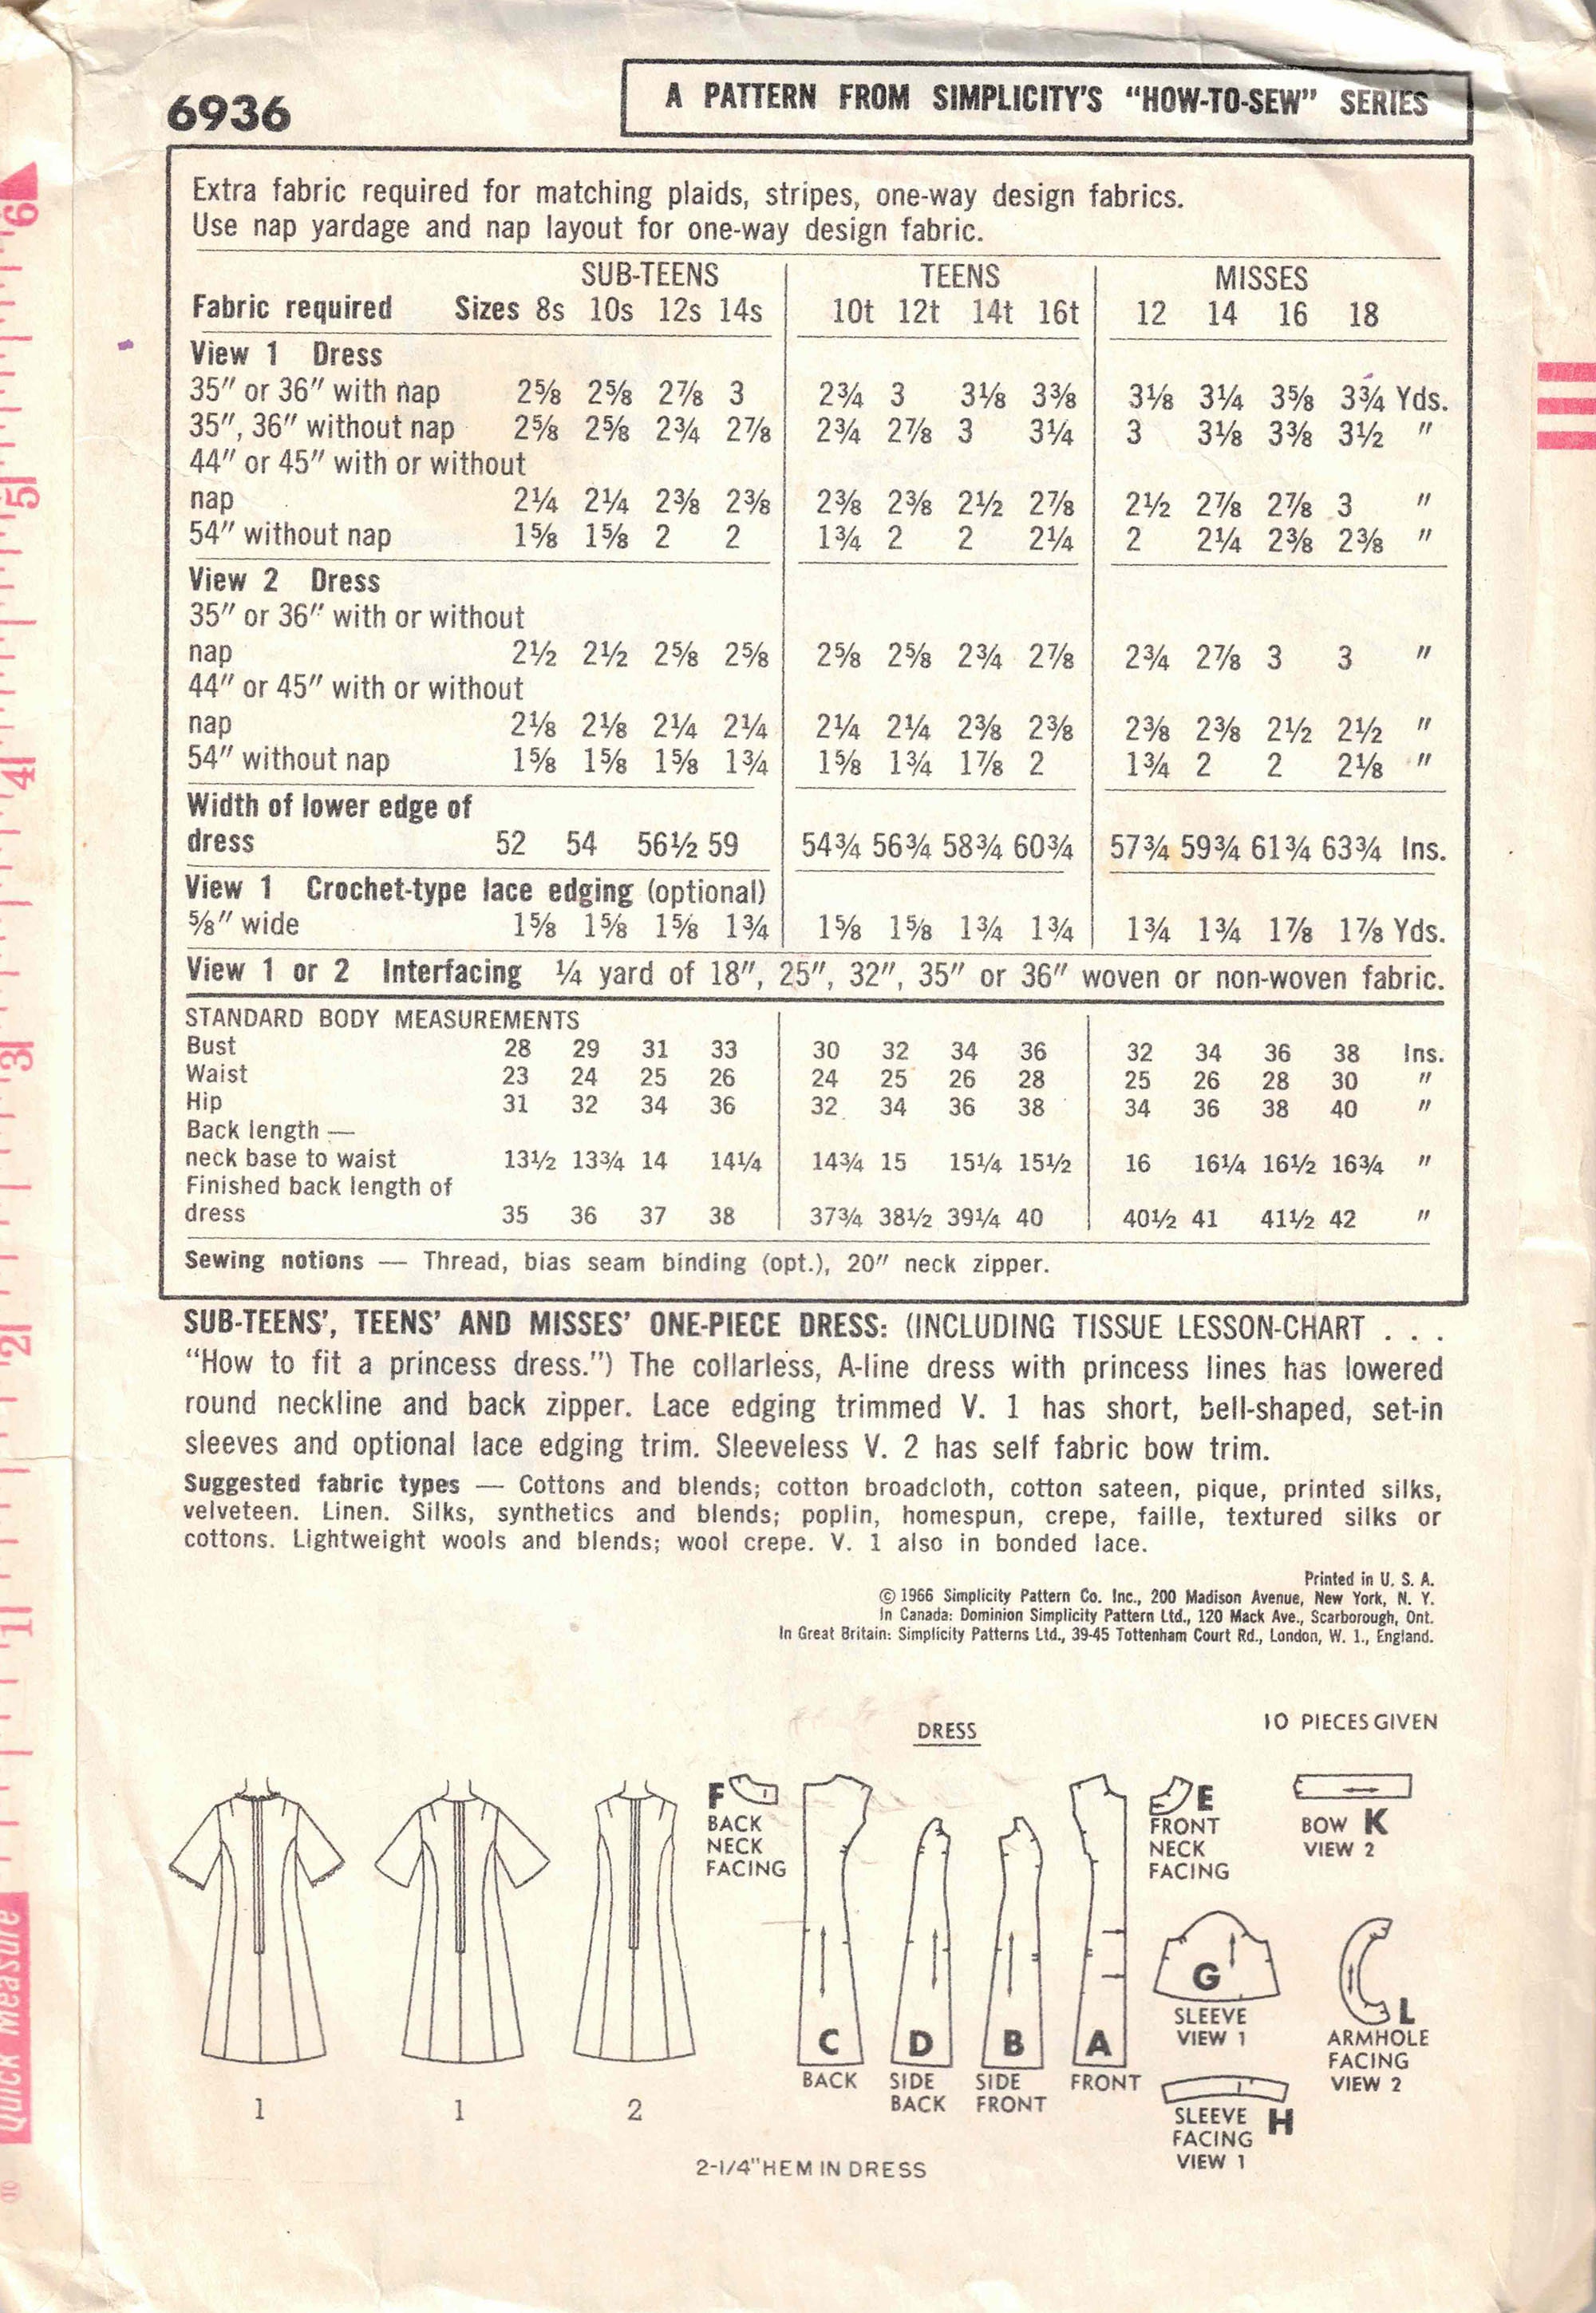 6936
A PATTERN FROM SIMPLICITY'S "HOW-TO-SEW" SERIES
Extra fabric required for matching plaids, stripes, one-way design fabrics.
Use nap yardage and nap layout for one-way design fabric.
SUB-TEENS TEENS MISSES
Fabric required Sizes 8s 10s 12s 14s 10t 12t 14t 16t 12 14 16 18
View 1 Dress
35" or 36" with nap 2⅝ 2⅝ 2⅞ 3 2¾ 3 3⅛ 3⅜ 3⅛ 3¼ 3⅝ 3¾ Yds.
35", 36" without nap 2⅝ 2⅝ 2¾ 2⅞ 2¾ 2⅞ 3 3¼ 3 3⅛ 3⅜ 3½ "
44" or 45" with or without
nap 2¼ 2¼ 2⅜ 2⅜ 2⅜ 2⅜ 2½ 2⅞ 2½ 2⅞ 2⅞ 3 "
54" without nap 1⅝ 1⅝ 2 2 1¾ 2 2 2¼ 2 2¼ 2⅜ 2⅜ "
View 2 Dress
35" or 36" with or without
nap 2½ 2½ 2⅝ 2⅝ 2⅝ 2⅝ 2¾ 2⅞ 2¾ 2⅞ 3 3 "
44" or 45" with or without
nap 2⅛ 2⅛ 2¼ 2¼ 2¼ 2¼ 2⅜ 2⅜ 2⅜ 2⅜ 2½ 2½ "
54" without nap 1⅝ 1⅝ 1⅝ 1¾ 1⅝ 1¾ 1⅞ 2 1¾ 2 2 2⅛ "
Width of lower edge of
dress 52 54 56½ 59 54¾ 56¾ 58¾ 60¾ 57¾ 59¾ 61¾ 63¾ Ins.
View 1 Crochet-type lace edging (optional)
⅝" wide 1⅝ 1⅝ 1⅝ 1¾ 1⅝ 1⅝ 1¾ 1¾ 1¾ 1¾ 1⅞ 1⅞ Yds.
View 1 or 2 Interfacing ¼ yard of 18", 25", 32", 35" or 36" woven or non-woven fabric.
STANDARD BODY MEASUREMENTS
Bust 28 29 31 33 30 32 34 36 32 34 36 38 Ins.
Waist 23 24 25 26 24 25 26 28 25 26 28 30 "
Hip 31 32 34 36 32 34 36 38 34 36 38 40 "
Back length —
neck base to waist 13½ 13¾ 14 14¼ 14¾ 15 15¼ 15½ 16 16¼ 16½ 16¾ "
Finished back length of
dress 35 36 37 38 37¾ 38½ 39¼ 40 40½ 41 41½ 42 "
Sewing notions — Thread, bias seam binding (opt.), 20" neck zipper.
SUB-TEENS', TEENS' AND MISSES' ONE-PIECE DRESS: (INCLUDING TISSUE LESSON-CHART . . .
"How to fit a princess dress.") The collarless, A-line dress with princess lines has lowered
round neckline and back zipper. Lace edging trimmed V. 1 has short, bell-shaped, set-in
sleeves and optional lace edging trim. Sleeveless V. 2 has self fabric bow trim.
Suggested fabric types — Cottons and blends; cotton broadcloth, cotton sateen, pique, printed silks,
velveteen. Linen. Silks, synthetics and blends; poplin, homespun, crepe, faille, textured silks or
cottons. Lightweight wools and blends; wool crepe. V. 1 also in bonded lace.
Printed in U. S. A.
© 1966 Simplicity Pattern Co. Inc., 200 Madison Avenue, New York, N. Y.
In Canada: Dominion Simplicity Pattern Ltd., 120 Mack Ave., Scarborough, Ont.
In Great Britain: Simplicity Patterns Ltd., 39-45 Tottenham Court Rd., London, W. 1., England.
DRESS
10 PIECES GIVEN
F
BACK
NECK
FACING
E
FRONT
NECK
FACING
BOW K
VIEW 2
C
BACK
D
SIDE
BACK
B
SIDE
FRONT
A
FRONT
G
SLEEVE
VIEW 1
L
ARMHOLE
FACING
VIEW 2
SLEEVE H
FACING
VIEW 1
1 1 2
2-1/4" HEM IN DRESS
6
5
4
3
2
1
Quick Measure